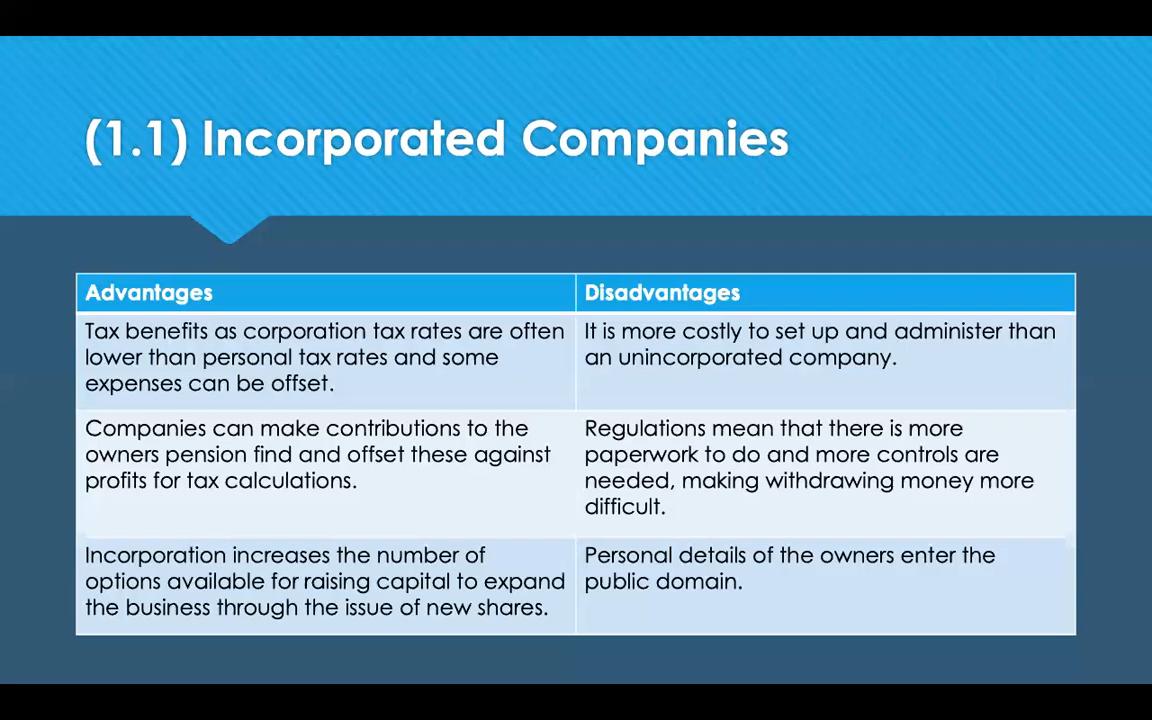 (1.1) Incorporated Companies
Advantages
Disadvantages
Tax benefits as corporation tax rates are often
lower than personal tax rates and some
expenses can be offset.
It is more costly to set up and administer than
an unincorporated company.
Companies can make contributions to the
owners pension find and offset these against
profits for tax calculations.
Regulations mean that there is more
paperwork to do and more controls are
needed, making withdrawing money more
difficult.
Incorporation increases the number of
options available for raising capital to expand
the business through the issue of new shares.
Personal details of the owners enter the
public domain.